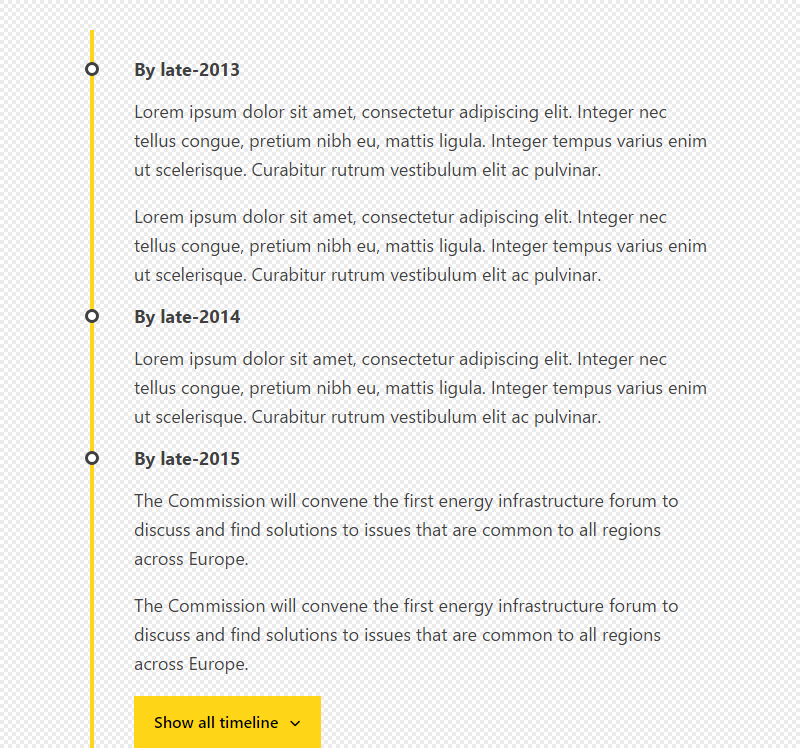 By late-2013
Lorem ipsum dolor sit amet, consectetur adipiscing elit. Integer nec
tellus congue, pretium nibh eu, mattis ligula. Integer tempus varius enim
ut scelerisque. Curabitur rutrum vestibulum elit ac pulvinar.
Lorem ipsum dolor sit amet, consectetur adipiscing elit. Integer nec
tellus congue, pretium nibh eu, mattis ligula. Integer tempus varius enim
ut scelerisque. Curabitur rutrum vestibulum elit ac pulvinar.
By late-2014
Lorem ipsum dolor sit amet, consectetur adipiscing elit. Integer nec
tellus congue, pretium nibh eu, mattis ligula. Integer tempus varius enim
ut scelerisque. Curabitur rutrum vestibulum elit ac pulvinar.
By late-2015
The Commission will convene the first energy infrastructure forum to
discuss and find solutions to issues that are common to all regions
across Europe.
The Commission will convene the first energy infrastructure forum to
discuss and find solutions to issues that are common to all regions
across Europe.
Show all timeline